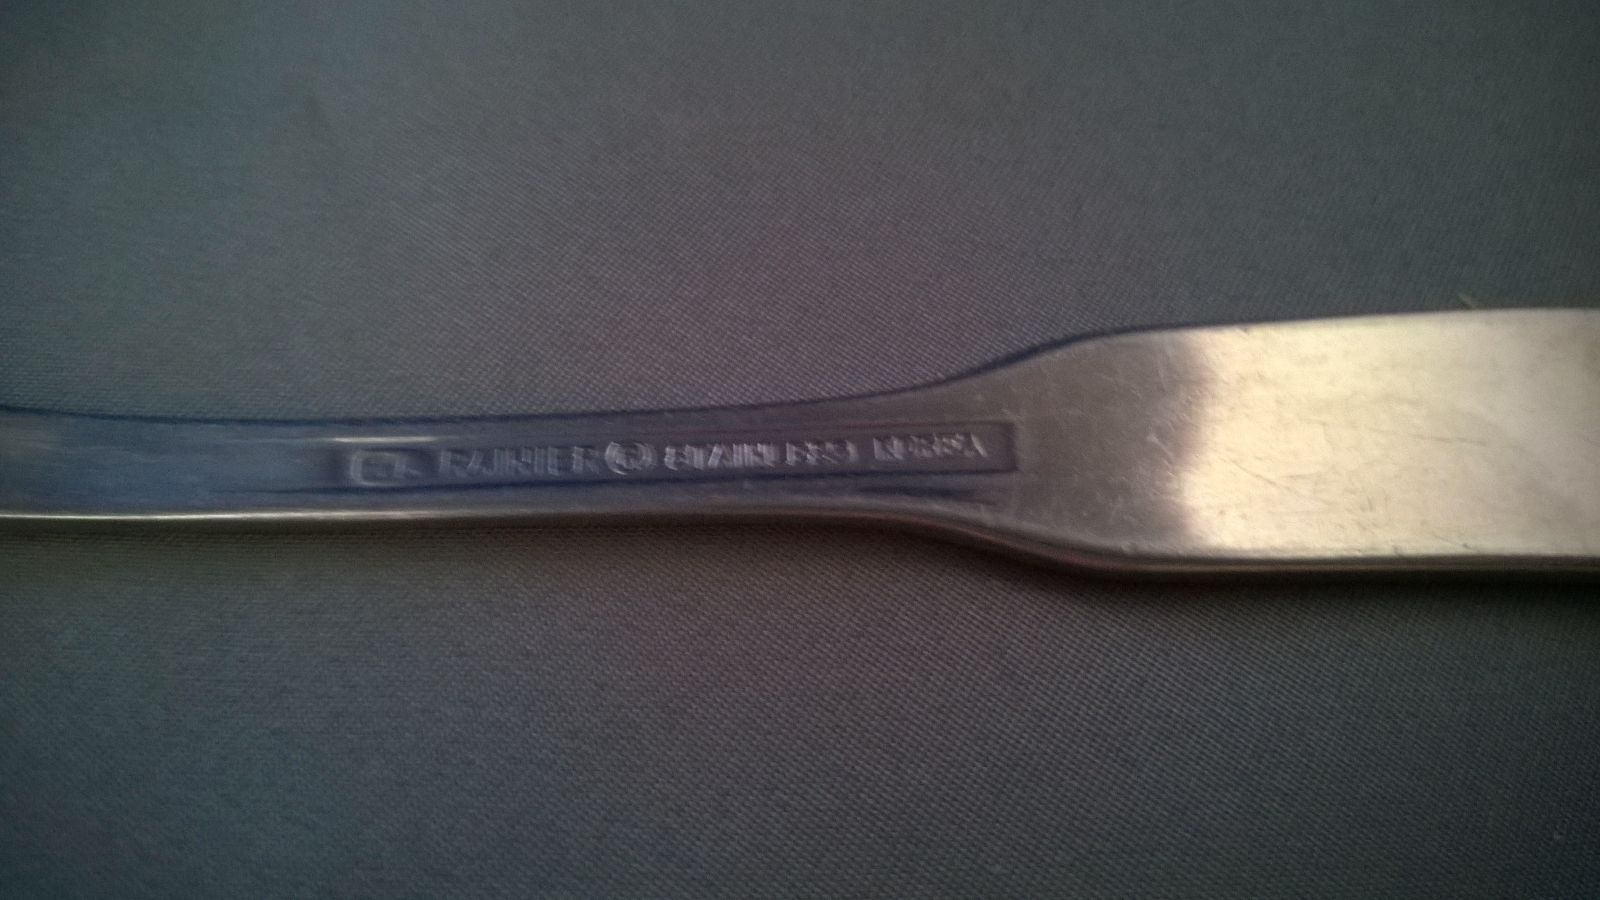 RAINIER ® STAINLESS KOREA